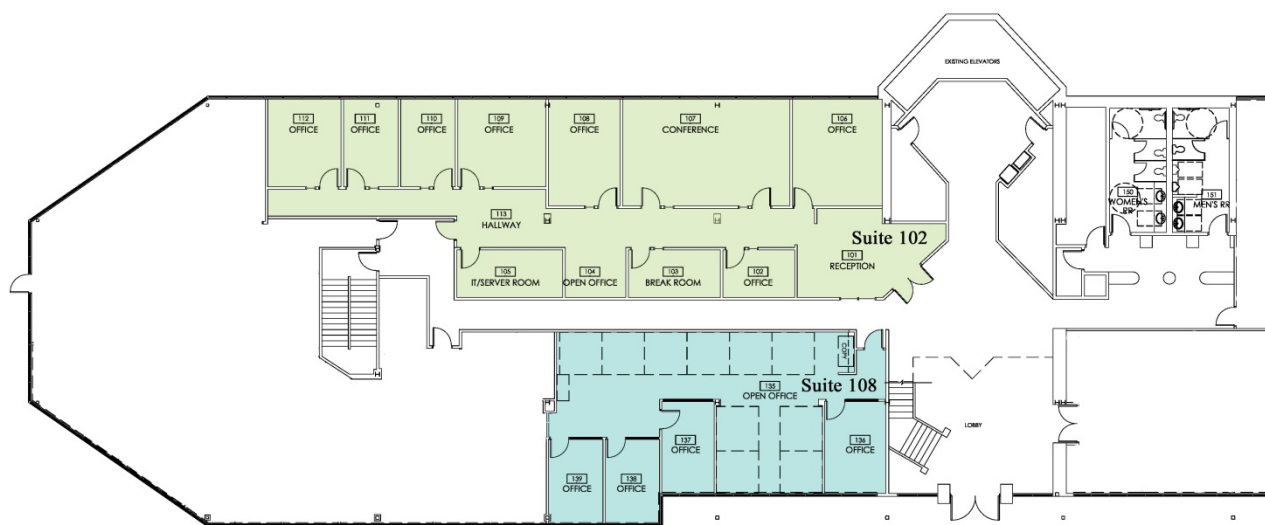 EXISTING ELEVATORS
112
OFFICE
111
OFFICE
110
OFFICE
109
OFFICE
108
OFFICE
107
CONFERENCE
106
OFFICE
150
WOMEN'S
RR
151
MEN'S RR
113
HALLWAY
Suite 102
101
RECEPTION
105
IT/SERVER ROOM
104
OPEN OFFICE
103
BREAK ROOM
102
OFFICE
COPY
Suite 108
135
OPEN OFFICE
LOBBY
137
OFFICE
136
OFFICE
139
OFFICE
138
OFFICE